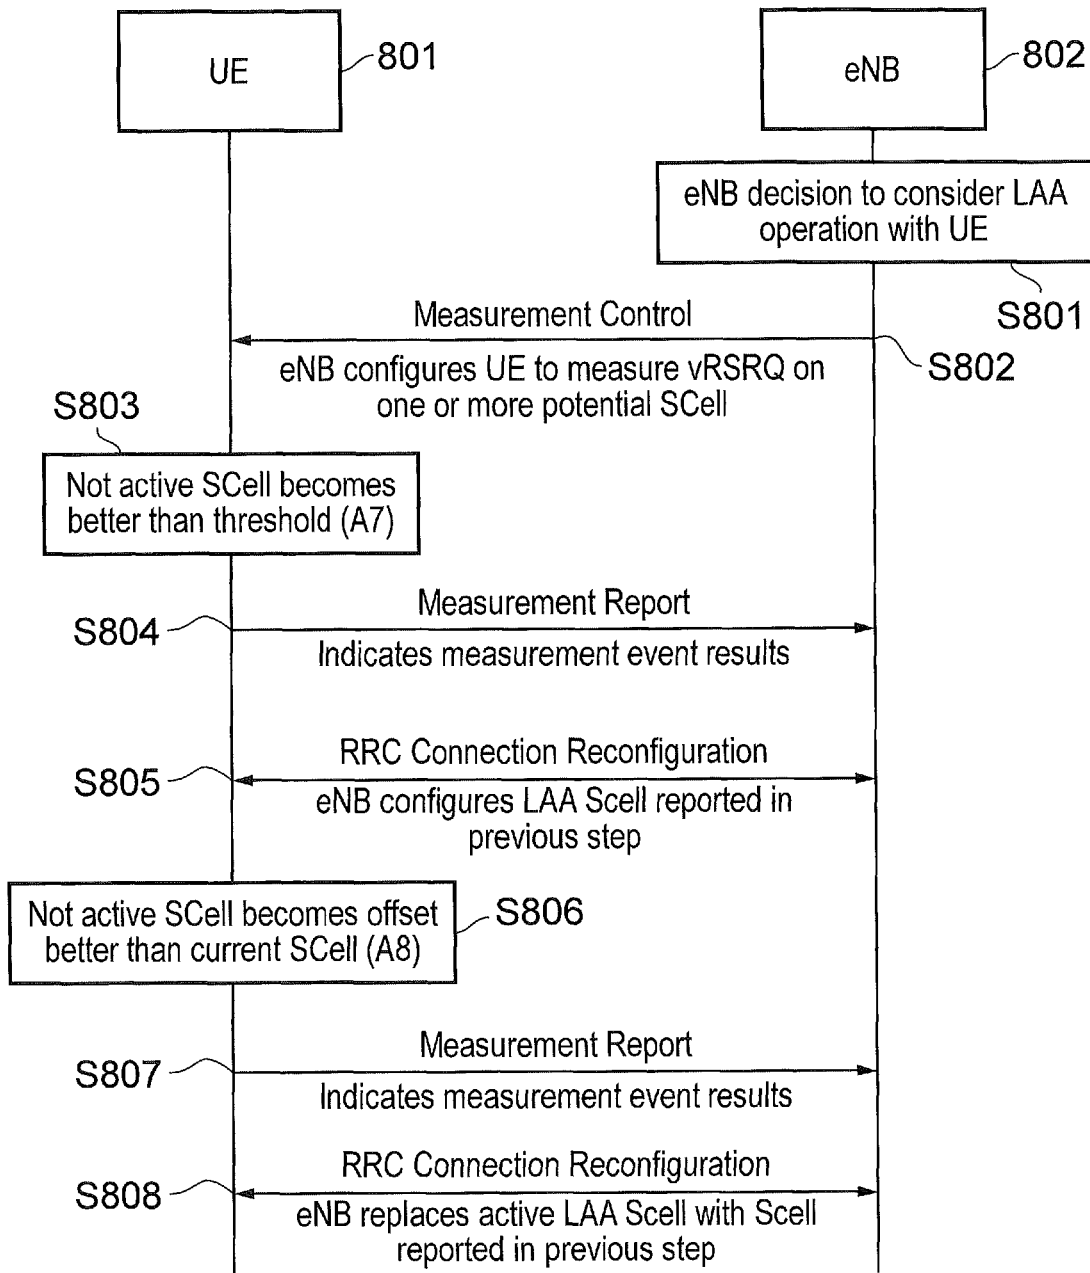 UE
801
eNB
802
eNB decision to consider LAA
operation with UE
S801
Measurement Control
S802
eNB configures UE to measure vRSRQ on
one or more potential SCell
S803
Not active SCell becomes
better than threshold (A7)
Measurement Report
S804
Indicates measurement event results
RRC Connection Reconfiguration
S805
eNB configures LAA Scell reported in
previous step
Not active SCell becomes offset
better than current SCell (A8)
S806
Measurement Report
S807
Indicates measurement event results
RRC Connection Reconfiguration
S808
eNB replaces active LAA Scell with Scell
reported in previous step